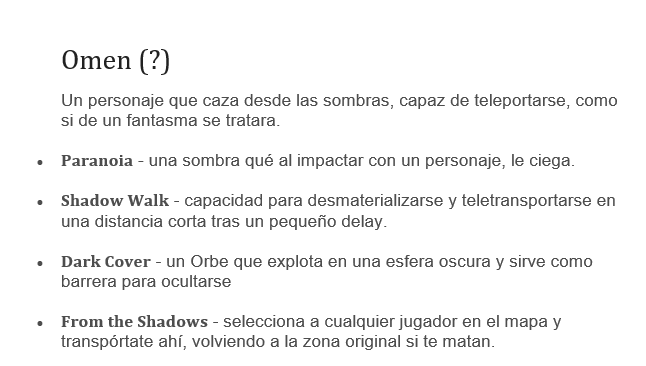 Omen (?)
Un personaje que caza desde las sombras, capaz de teleportarse, como
si de un fantasma se tratara.
• Paranoia - una sombra qué al impactar con un personaje, le ciega.
• Shadow Walk - capacidad para desmaterializarse y teletransportarse en
una distancia corta tras un pequeño delay.
• Dark Cover - un Orbe que explota en una esfera oscura y sirve como
barrera para ocultarse
• From the Shadows - selecciona a cualquier jugador en el mapa y
transpórtate ahí, volviendo a la zona original si te matan.